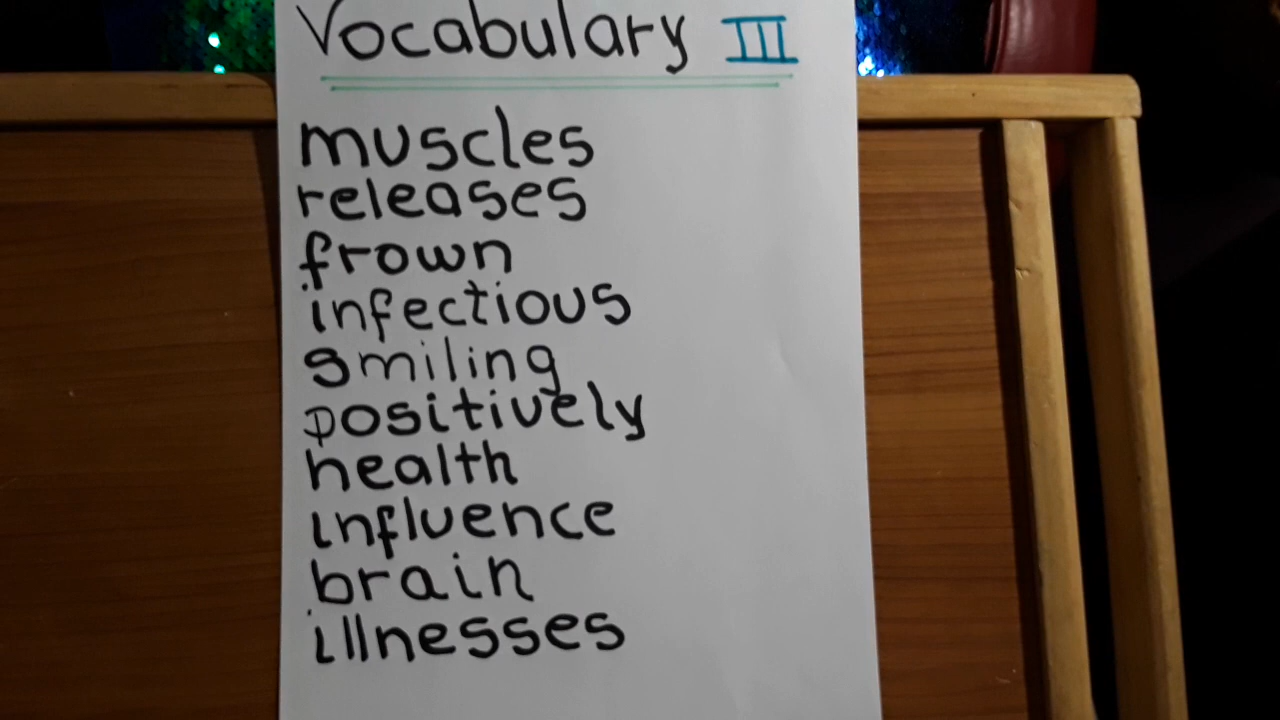 Vocabulary III
muscles
releases
frown
infectious
smiling
positively
health
influence
brain
illnesses